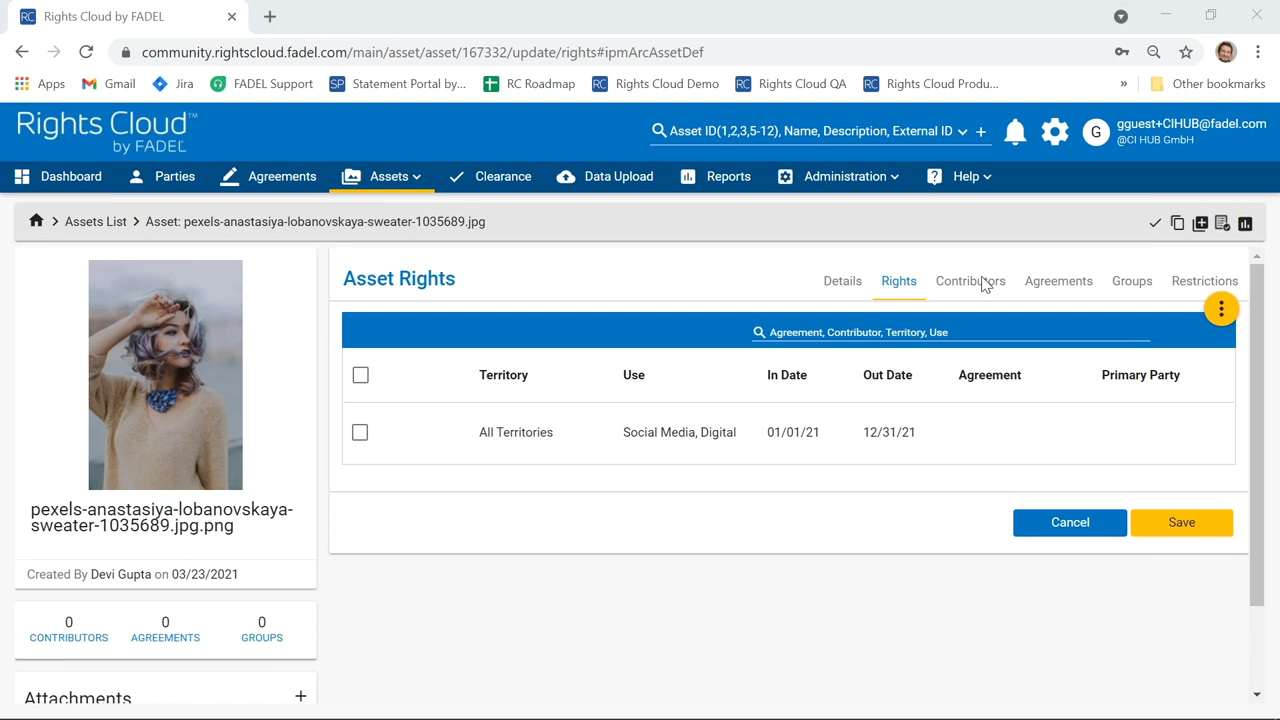 Rights Cloud by FADEL
community.rightscloud.fadel.com/main/asset/asset/167332/update/rights#ipmArcAssetDef
Apps Gmail Jira FADEL Support Statement Portal by... RC Roadmap Rights Cloud Demo Rights Cloud QA Rights Cloud Produ... » Other bookmarks
Rights Cloud™
by FADEL
Asset ID(1,2,3,5-12), Name, Description, External ID
G
gguest+CIHUB@fadel.com
@CI HUB GmbH
Dashboard Parties Agreements Assets Clearance Data Upload Reports Administration Help
Assets List > Asset: pexels-anastasiya-lobanovskaya-sweater-1035689.jpg
Asset Rights
Details Rights Contributors Agreements Groups Restrictions
Agreement, Contributor, Territory, Use
Territory Use In Date Out Date Agreement Primary Party
All Territories Social Media, Digital 01/01/21 12/31/21
Cancel Save
pexels-anastasiya-lobanovskaya-
sweater-1035689.jpg.png
Created By Devi Gupta on 03/23/2021
0 0 0
CONTRIBUTORS AGREEMENTS GROUPS
Attachments +